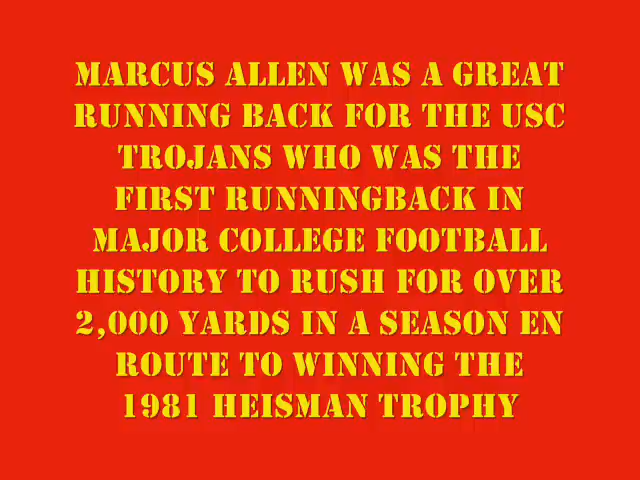 MARCUS ALLEN WAS A GREAT
RUNNING BACK FOR THE USC
TROJANS WHO WAS THE
FIRST RUNNINGBACK IN
MAJOR COLLEGE FOOTBALL
HISTORY TO RUSH FOR OVER
2,000 YARDS IN A SEASON EN
ROUTE TO WINNING THE
1981 HEISMAN TROPHY